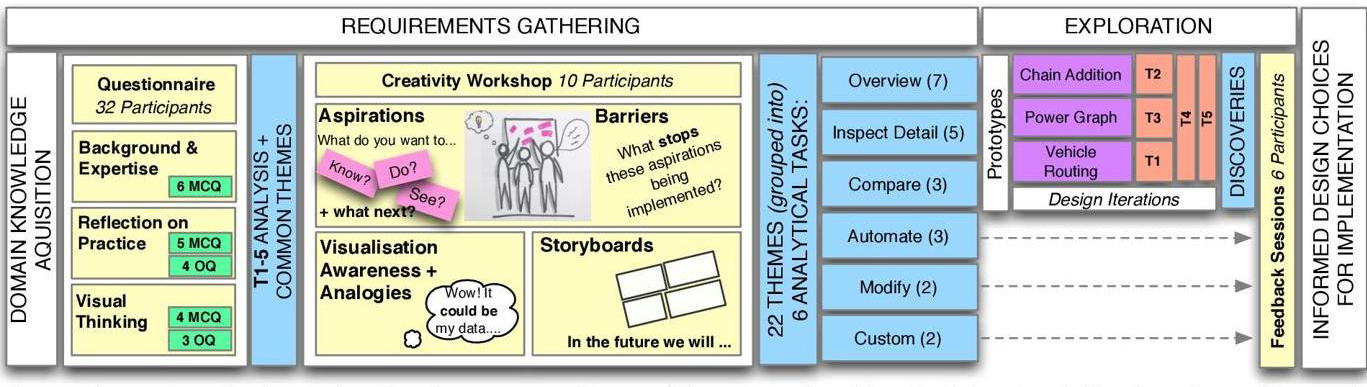 REQUIREMENTS GATHERING
EXPLORATION
DOMAIN KNOWLEDGE
AQUISITION
Questionnaire
32 Participants
Background &
Expertise
6 MCQ
Reflection on
Practice
5 MCQ
4 OQ
Visual
Thinking
4 MCQ
3 OQ
T1-5 ANALYSIS +
COMMON THEMES
Creativity Workshop 10 Participants
Aspirations
What do you want to...
Know?
Do?
See?
+ what next?
Barriers
What stops
these aspirations
being
implemented?
Visualisation
Awareness +
Analogies
Wow! It
could be
my data....
Storyboards
In the future we will ...
22 THEMES (grouped into)
6 ANALYTICAL TASKS:
Overview (7)
Inspect Detail (5)
Compare (3)
Automate (3)
Modify (2)
Custom (2)
Prototypes
Chain Addition
T2
Power Graph
T3
Vehicle
Routing
T1
T4
T5
Design Iterations
DISCOVERIES
Feedback Sessions 6 Participants
INFORMED DESIGN CHOICES
FOR IMPLEMENTATION